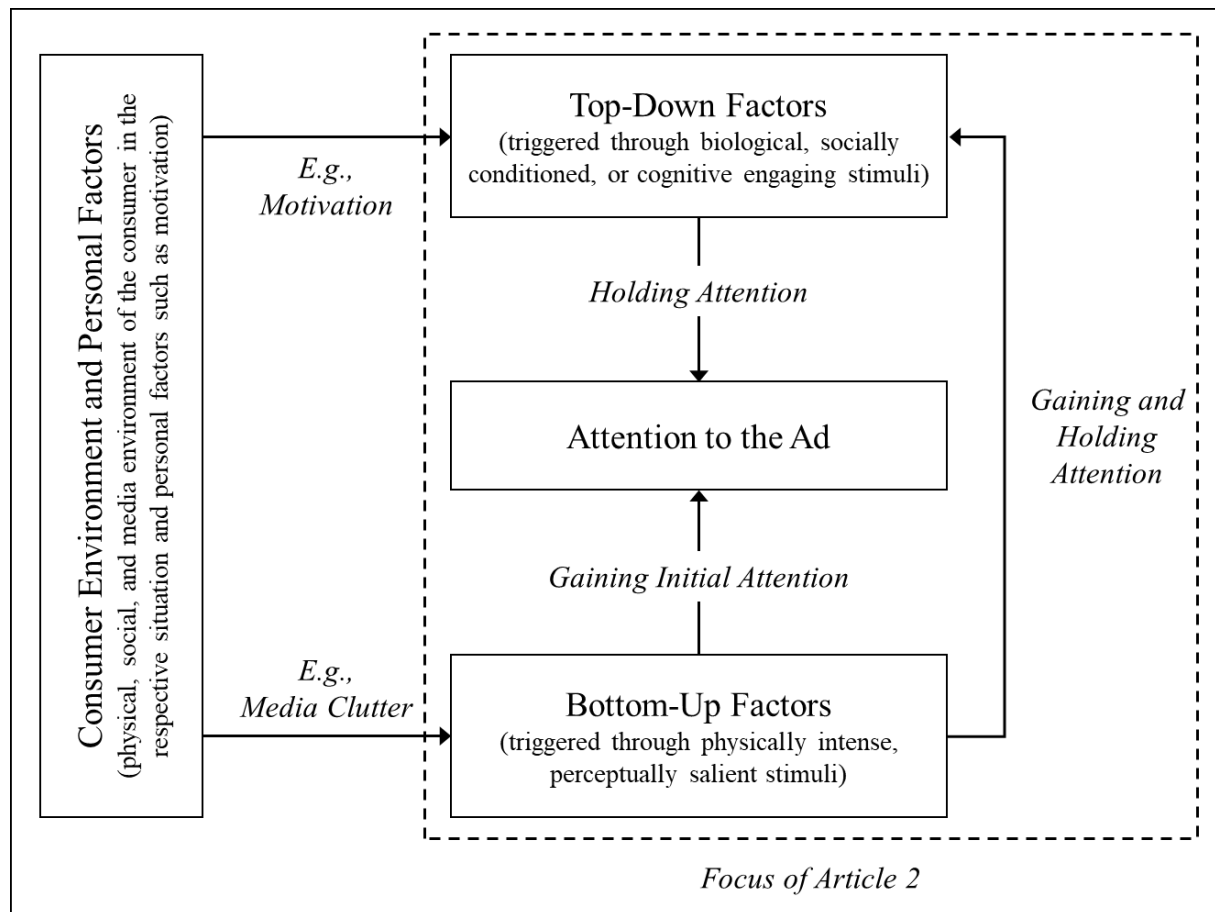 Consumer Environment and Personal Factors
(physical, social, and media environment of the consumer in the
respective situation and personal factors such as motivation)
E.g.,
Motivation
Top-Down Factors
(triggered through biological, socially
conditioned, or cognitive engaging stimuli)
Holding Attention
Attention to the Ad
Gaining and
Holding
Attention
Gaining Initial Attention
E.g.,
Media Clutter
Bottom-Up Factors
(triggered through physically intense,
perceptually salient stimuli)
Focus of Article 2